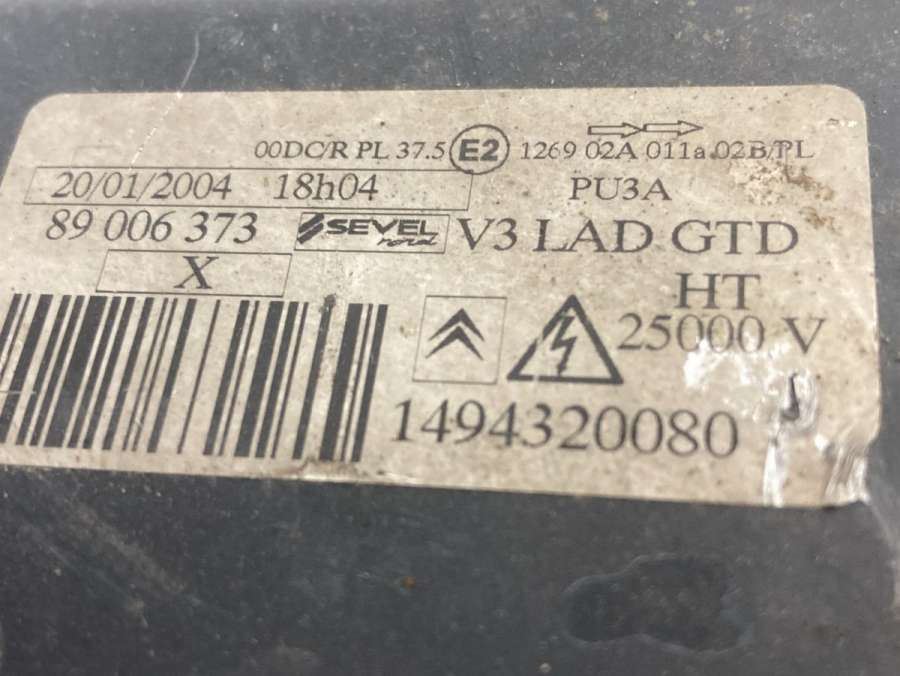 00DC/R PL 37.5 E2 1269 02A 011a 02B/PL
20/01/2004 18h04 PU3A
89 006 373 SEVEL V3 LAD GTD
X HT
25000 V
1494320080